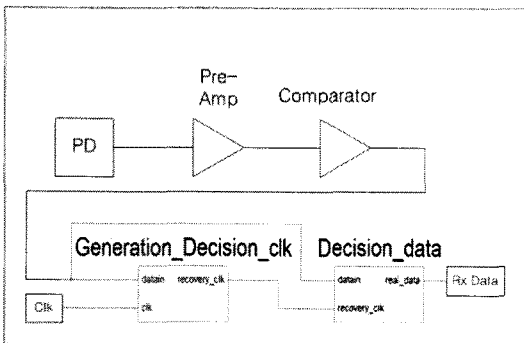 Pre-
Amp
Comparator
PD
Generation_Decision_clk
Decision_data
datain recovery_clk
datain real_data
Rx Data
Clk
clk
recovery_clk